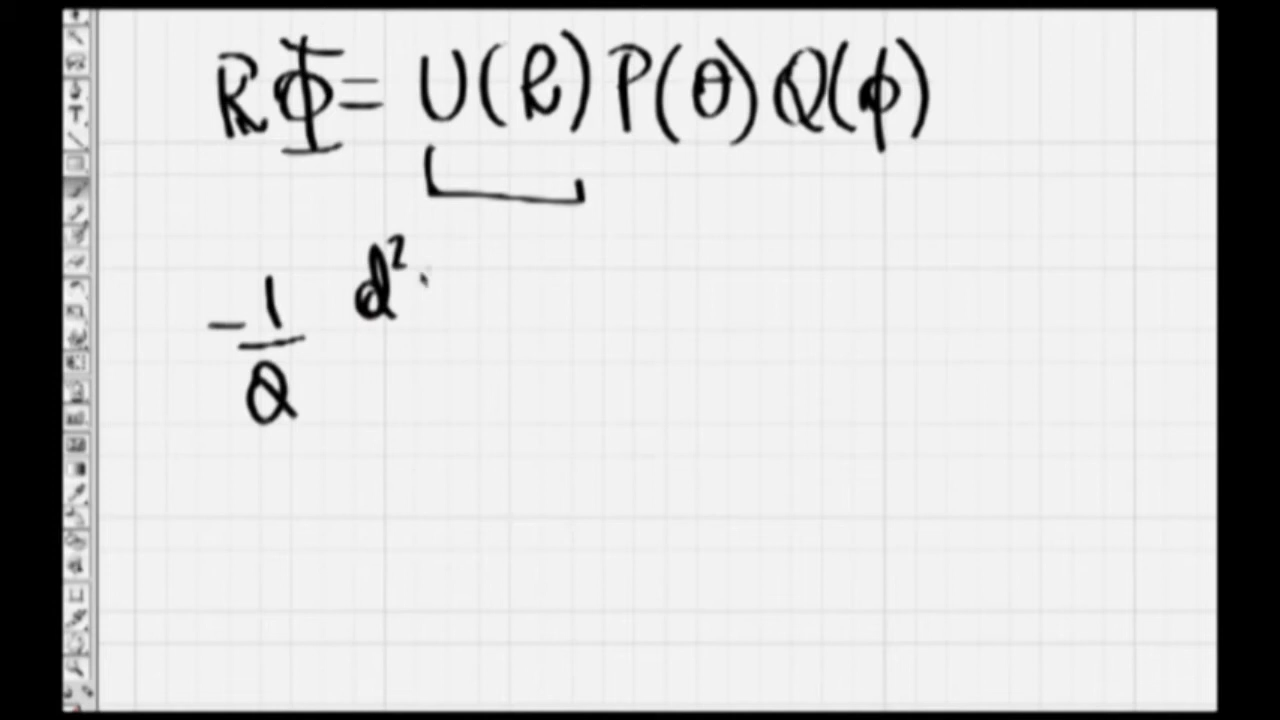 RΦ = U(R) P(θ) Q(ϕ)
-1/Q d²